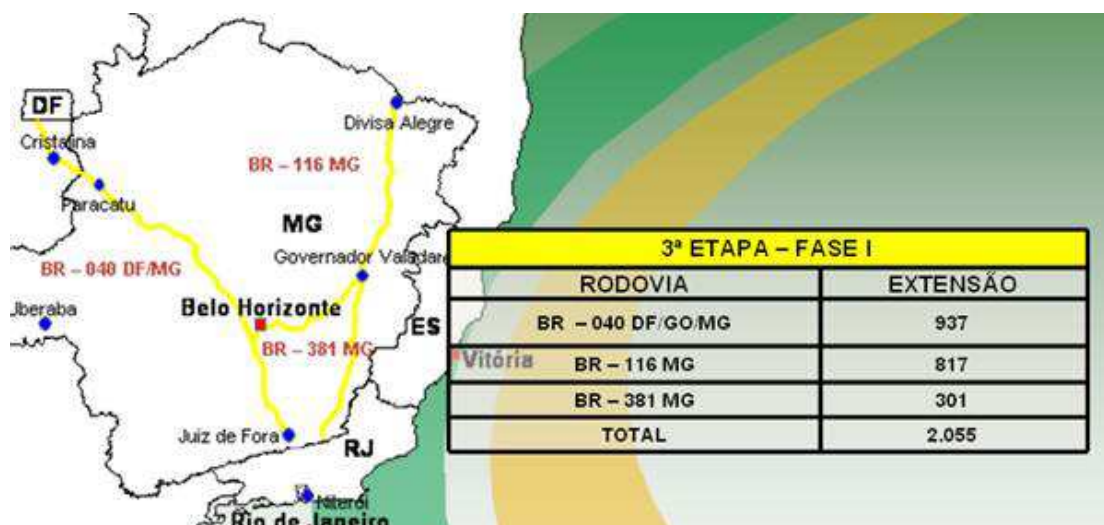 DF
Cristalina
Paracatu
Divisa Alegre
BR – 116 MG
MG
BR – 040 DF/MG
Governador Valadare
Uberaba
Belo Horizonte
BR – 381 MG
ES
Vitória
Juiz de Fora
RJ
Niterói
Rio de Janeiro
3ª ETAPA – FASE I
RODOVIA EXTENSÃO
BR – 040 DF/GO/MG 937
BR – 116 MG 817
BR – 381 MG 301
TOTAL 2.055